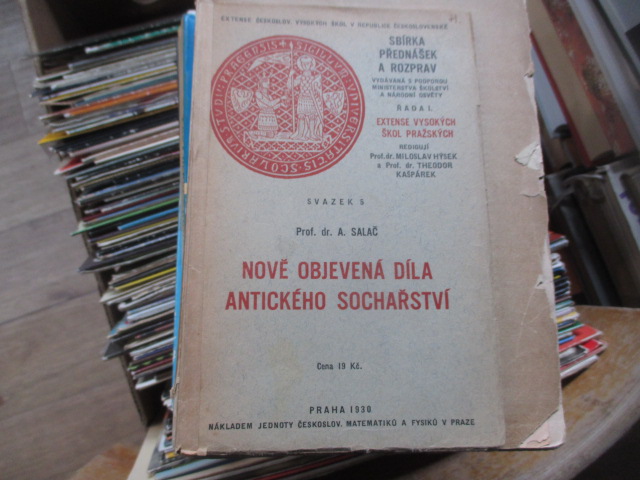 EXTENSE ČESKOSLOV. VYSOKÝCH ŠKOL V REPUBLICE ČESKOSLOVENSKÉ
SBÍRKA
PŘEDNÁŠEK
A ROZPRAV
VYDÁVANÁ S PODPOROU
MINISTERSTVA ŠKOLSTVÍ
A NÁRODNÍ OSVĚTY
ŘADA I.
EXTENSE VYSOKÝCH
ŠKOL PRAŽSKÝCH
REDIGUJÍ
Prof. dr. MILOSLAV HÝSEK
a Prof. dr. THEODOR
KAŠPÁREK
SVAZEK 5
Prof. dr. A. SALAČ
NOVĚ OBJEVENÁ DÍLA
ANTICKÉHO SOCHAŘSTVÍ
Cena 19 Kč.
PRAHA 1930
NÁKLADEM JEDNOTY ČESKOSLOV. MATEMATIKŮ A FYSIKŮ V PRAZE